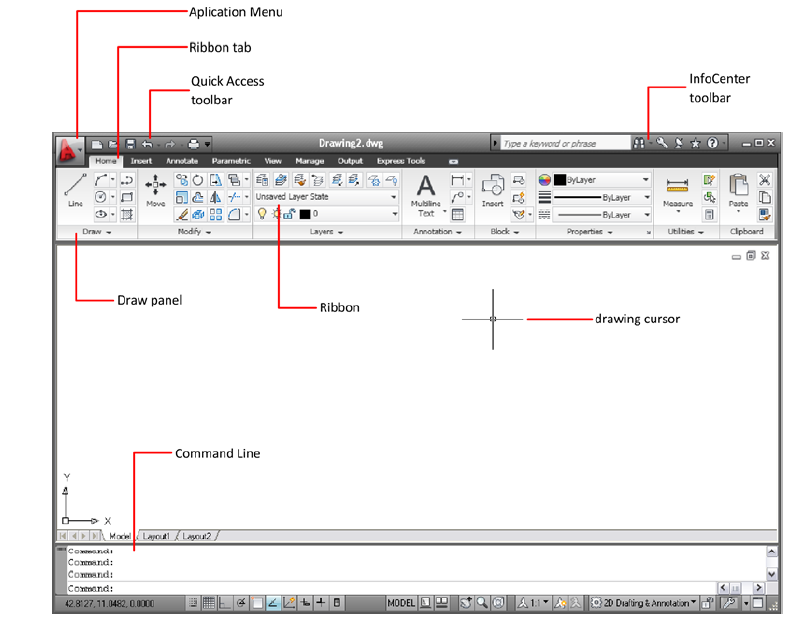 Aplication Menu
Ribbon tab
Quick Access
toolbar
InfoCenter
toolbar
Drawing2.dwg
Type a keyword or phrase
Home Insert Annotate Parametric View Manage Output Express Tools
Line
Move
Unsaved Layer State
0
A
Multiline
Text
Insert
ByLayer
ByLayer
ByLayer
Measure
Paste
Draw Modify Layers Annotation Block Properties Utilities Clipboard
Draw panel
Ribbon
drawing cursor
Command Line
Y
X
Model Layout1 Layout2
Command:
Command:
Command:
Command:
42.8127, 11.0482, 0.0000 MODEL 1:1 2D Drafting & Annotation